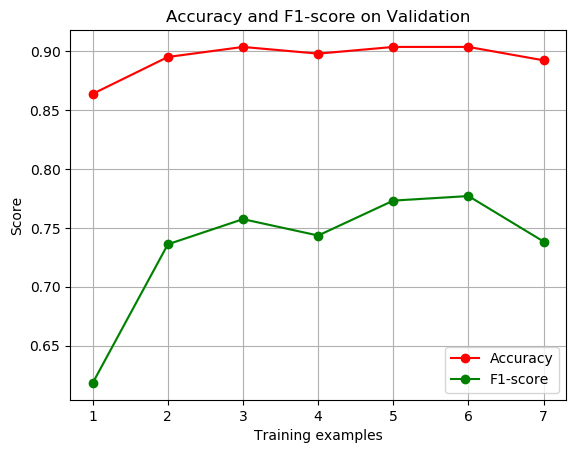 Accuracy and F1-score on Validation
0.90
0.85
0.80
0.75
0.70
0.65
Score
1 2 3 4 5 6 7
Training examples
Accuracy
F1-score